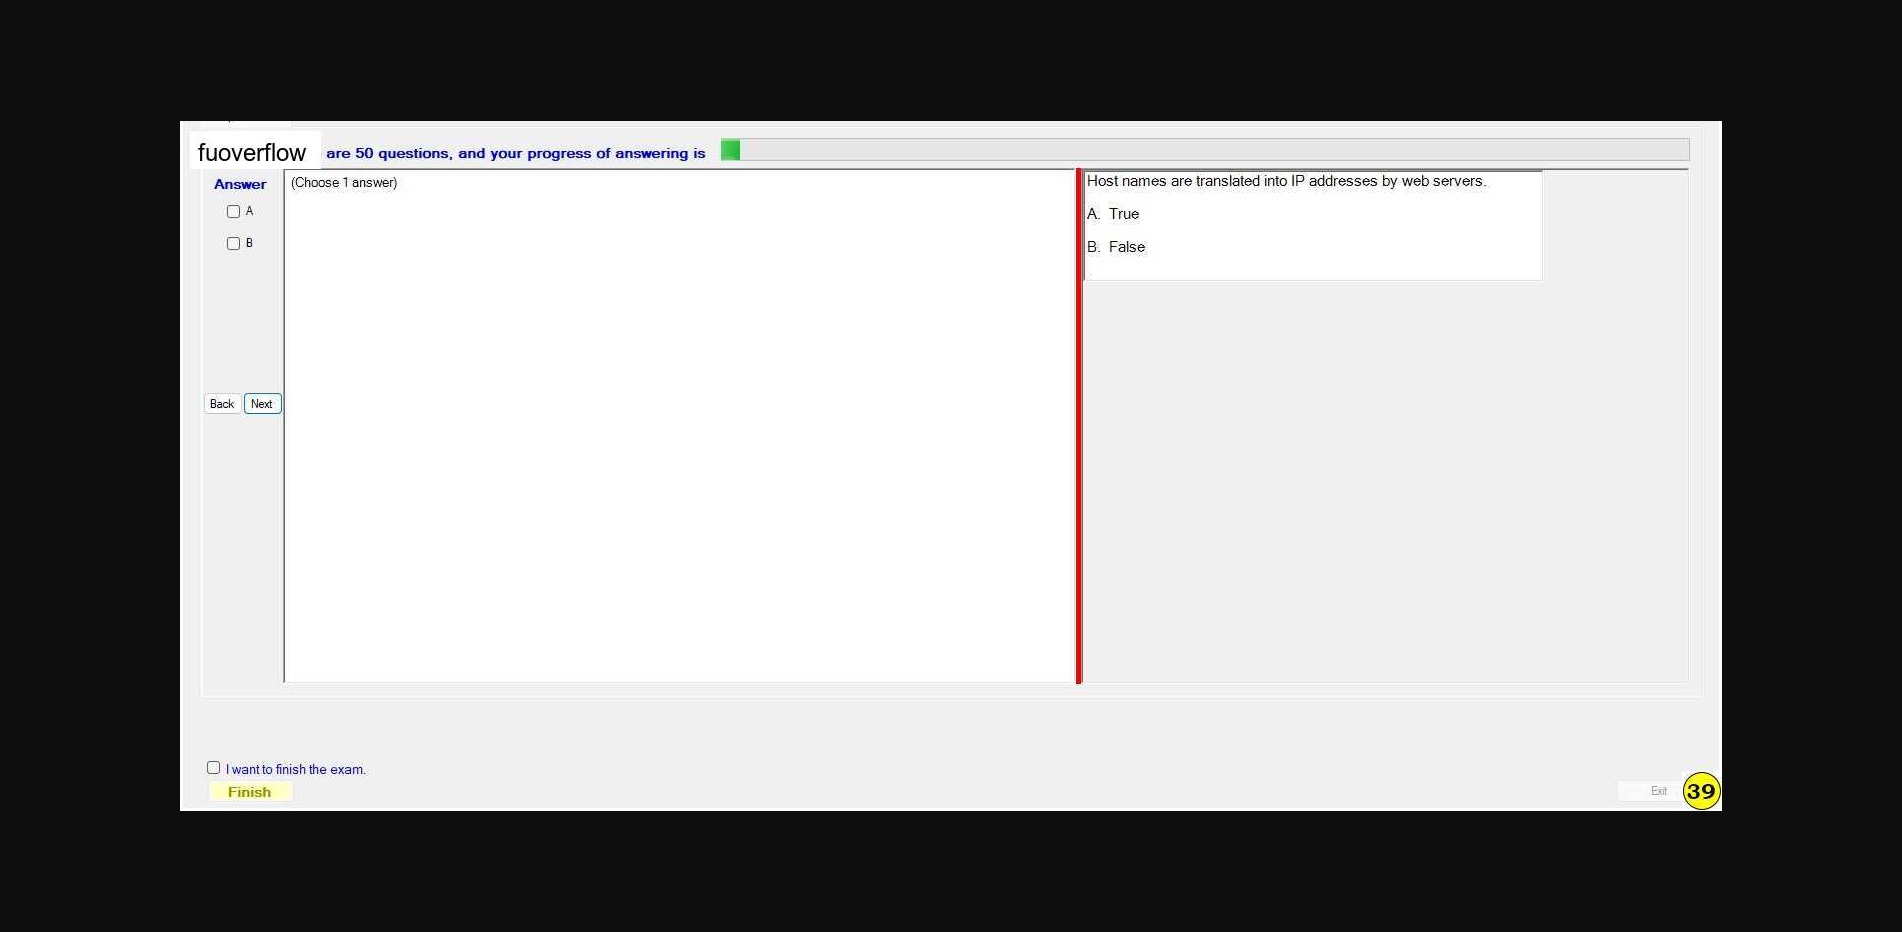 fuoverflow are 50 questions, and your progress of answering is
Answer
(Choose 1 answer)
A
B
Host names are translated into IP addresses by web servers.
A. True
B. False
Back Next
I want to finish the exam.
Finish
Exit
39